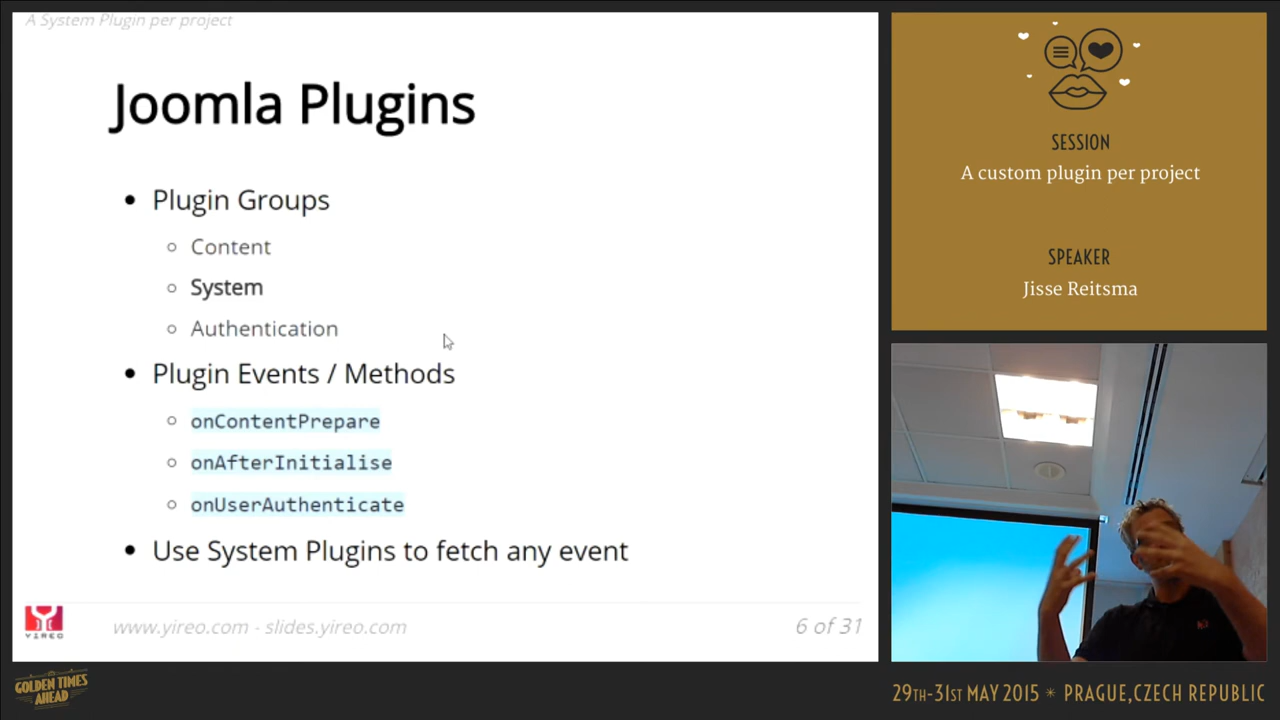 A System Plugin per project
Joomla Plugins
Plugin Groups
Content
System
Authentication
Plugin Events / Methods
onContentPrepare
onAfterInitialise
onUserAuthenticate
Use System Plugins to fetch any event
YIREO
www.yireo.com - slides.yireo.com
6 of 31
SESSION
A custom plugin per project
SPEAKER
Jisse Reitsma
GOLDEN TIMES
AHEAD
29TH-31ST MAY 2015 * PRAGUE,CZECH REPUBLIC